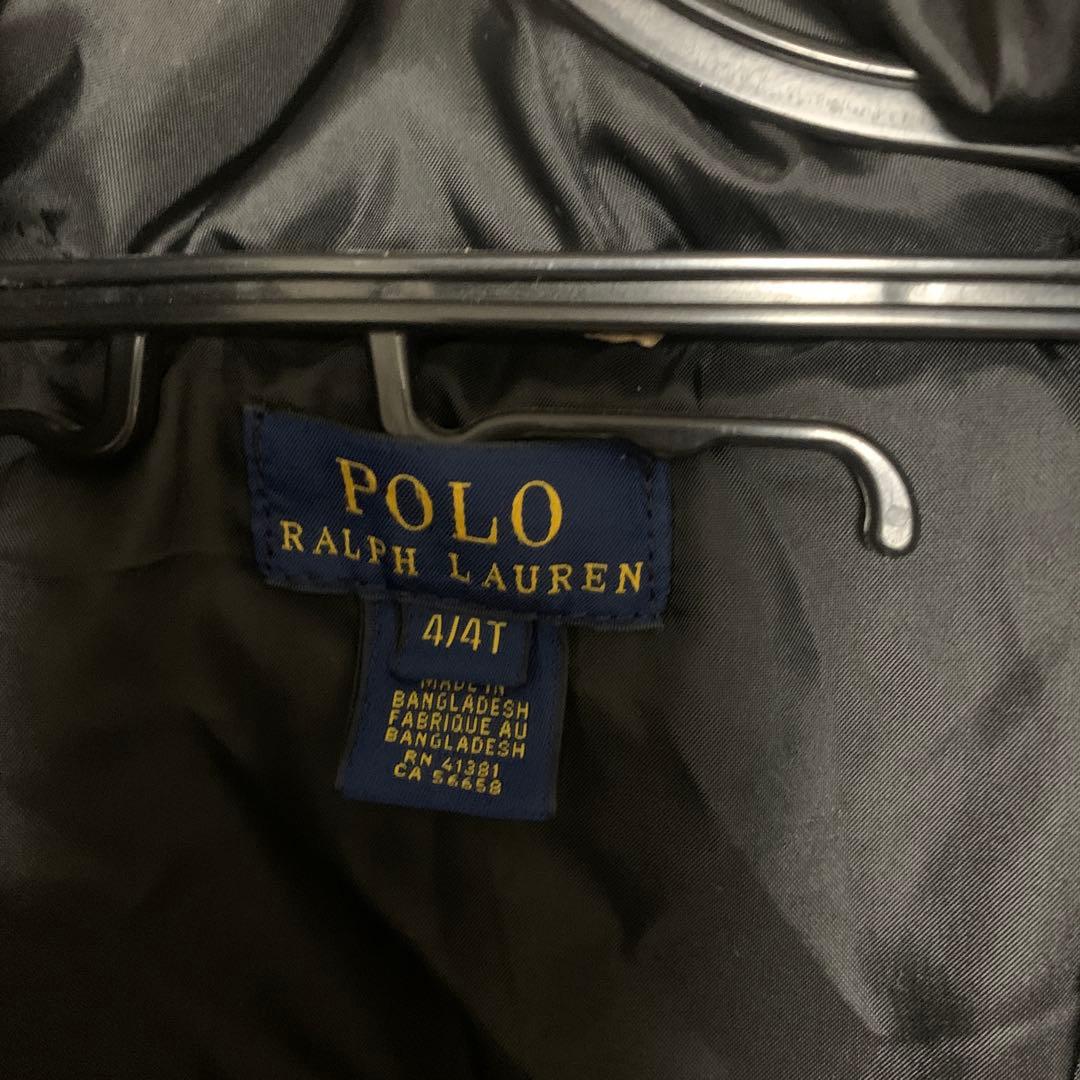 POLO
RALPH LAUREN
4/4T
MADE IN
BANGLADESH
FABRIQUE AU
BANGLADESH
RN 41381
CA 56658